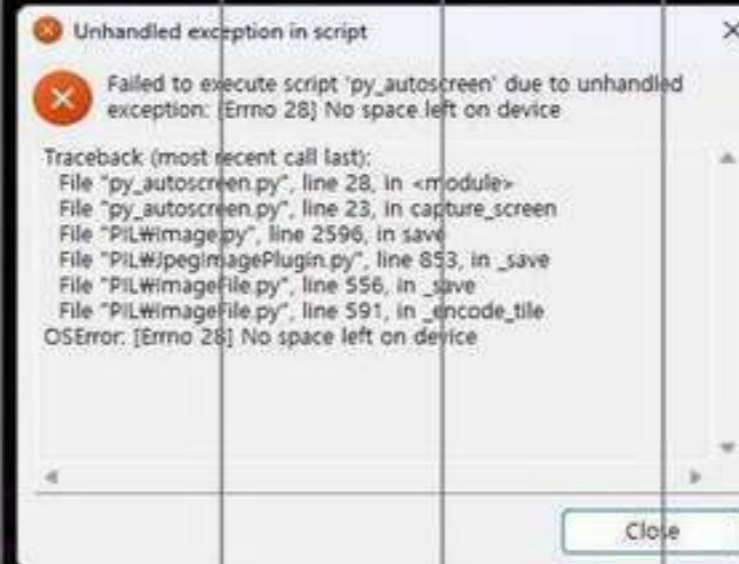 Unhandled exception in script
Failed to execute script 'py_autoscreen' due to unhandled
exception: [Errno 28] No space left on device
Traceback (most recent call last):
File "py_autoscreen.py", line 28, in <module>
File "py_autoscreen.py", line 23, in capture_screen
File "PIL₩Image.py", line 2596, in save
File "PIL₩JpegImagePlugin.py", line 853, in _save
File "PIL₩ImageFile.py", line 556, in _save
File "PIL₩ImageFile.py", line 591, in _encode_tile
OSError: [Errno 28] No space left on device
Close